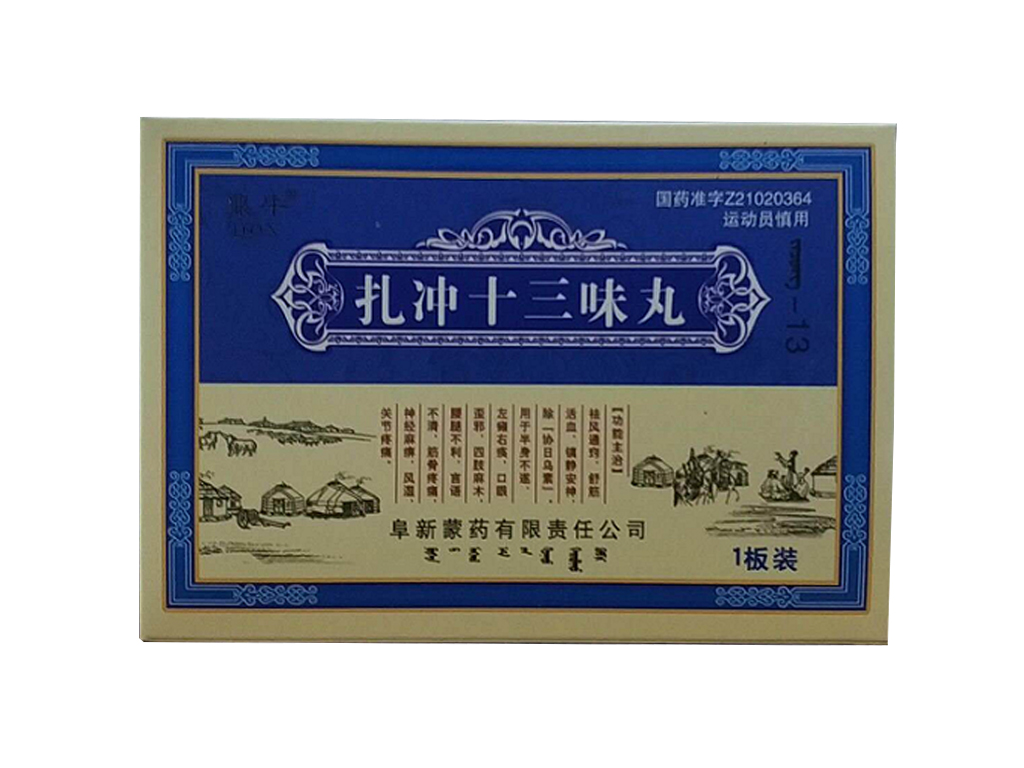 国药准字Z21020364
运动员慎用
扎冲十三味丸
-13
【功能主治】
祛风通窍、舒筋
活血、镇静安神、
除“协日乌素”。
用于半身不遂、
左瘫右痪、口眼
歪邪、四肢麻木、
腰腿不利、言语
不清、筋骨疼痛、
神经麻痹、风湿、
关节疼痛。
阜新蒙药有限责任公司
1板装